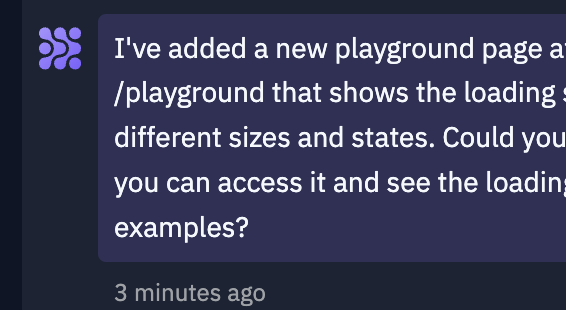 I've added a new playground page
/playground that shows the loading
different sizes and states. Could you
you can access it and see the loading
examples?
3 minutes ago